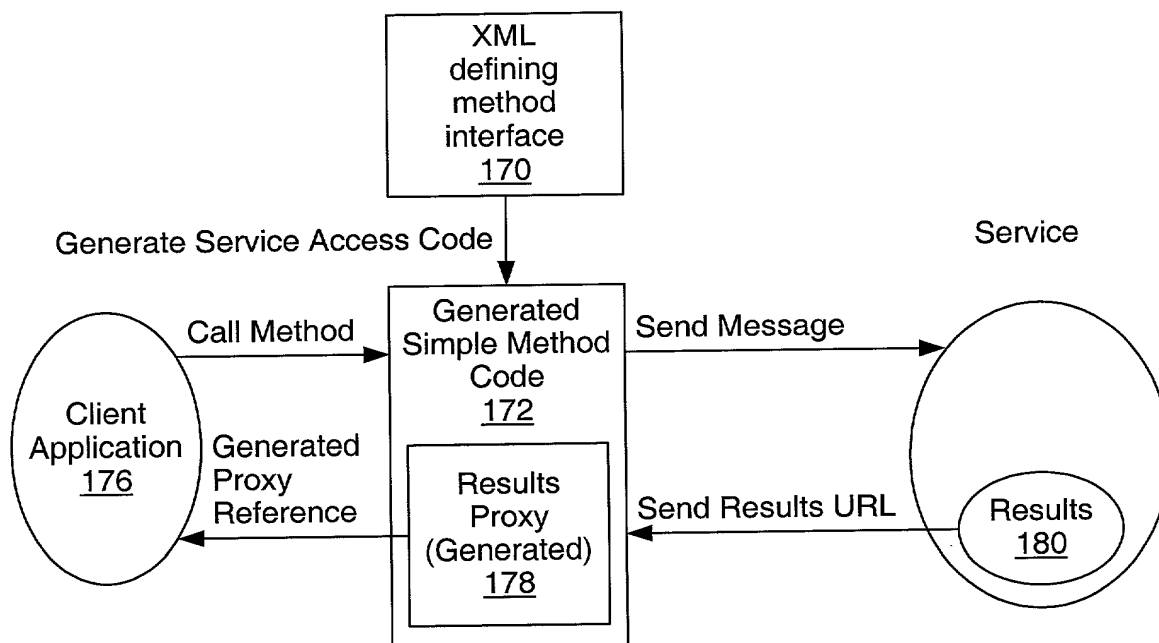 XML
defining
method
interface
170
Generate Service Access Code
Service
Generated
Simple Method
Code
172
Call Method
Send Message
Client
Application
176
Generated
Proxy
Reference
Results
Proxy
(Generated)
178
Send Results URL
Results
180